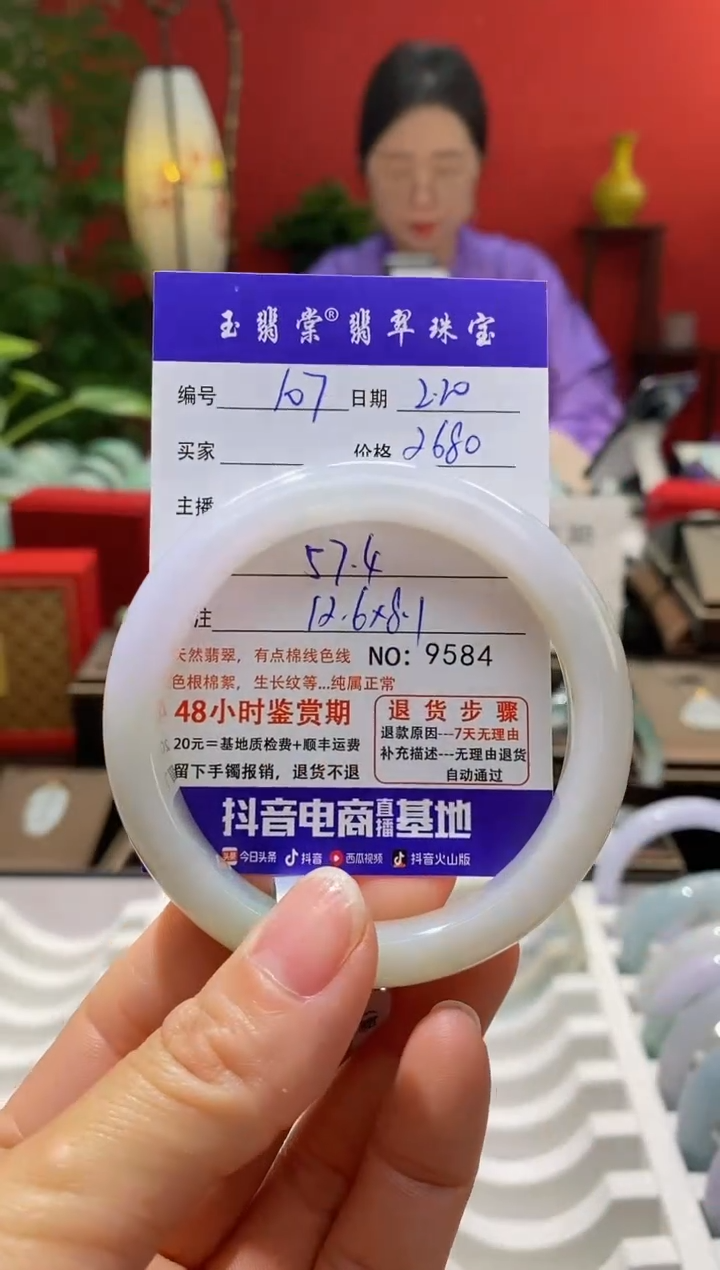 玉翡棠®翡翠珠宝
编号 107 日期 2.20
买家 价格 2680
主播
57.4
注 12.6×8.1
天然翡翠，有点棉线色线 NO: 9584
色根棉絮，生长纹等...纯属正常
48小时鉴赏期
20元＝基地质检费+顺丰运费
留下手镯报销，退货不退
退货步骤
退款原因---7天无理由
补充描述---无理由退货
自动通过
抖音电商直播基地
头条 今日头条 抖音 西瓜视频 抖音火山版